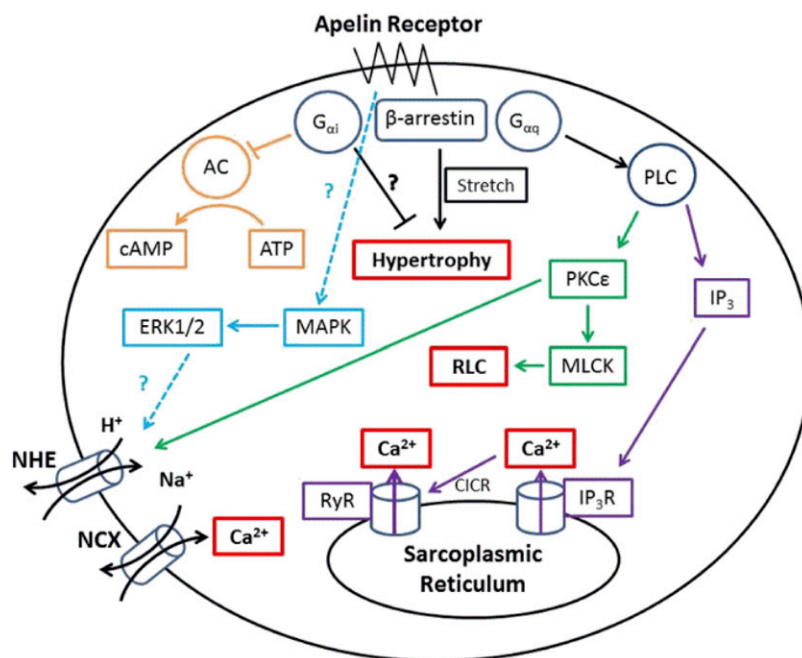 Apelin Receptor
Gαi
β-arrestin
Gαq
AC
?
?
Stretch
PLC
cAMP
ATP
Hypertrophy
PKCε
IP3
ERK1/2
MAPK
RLC
MLCK
?
H+
NHE
Na+
Ca2+
Ca2+
RyR
CICR
IP3R
NCX
Ca2+
Sarcoplasmic
Reticulum